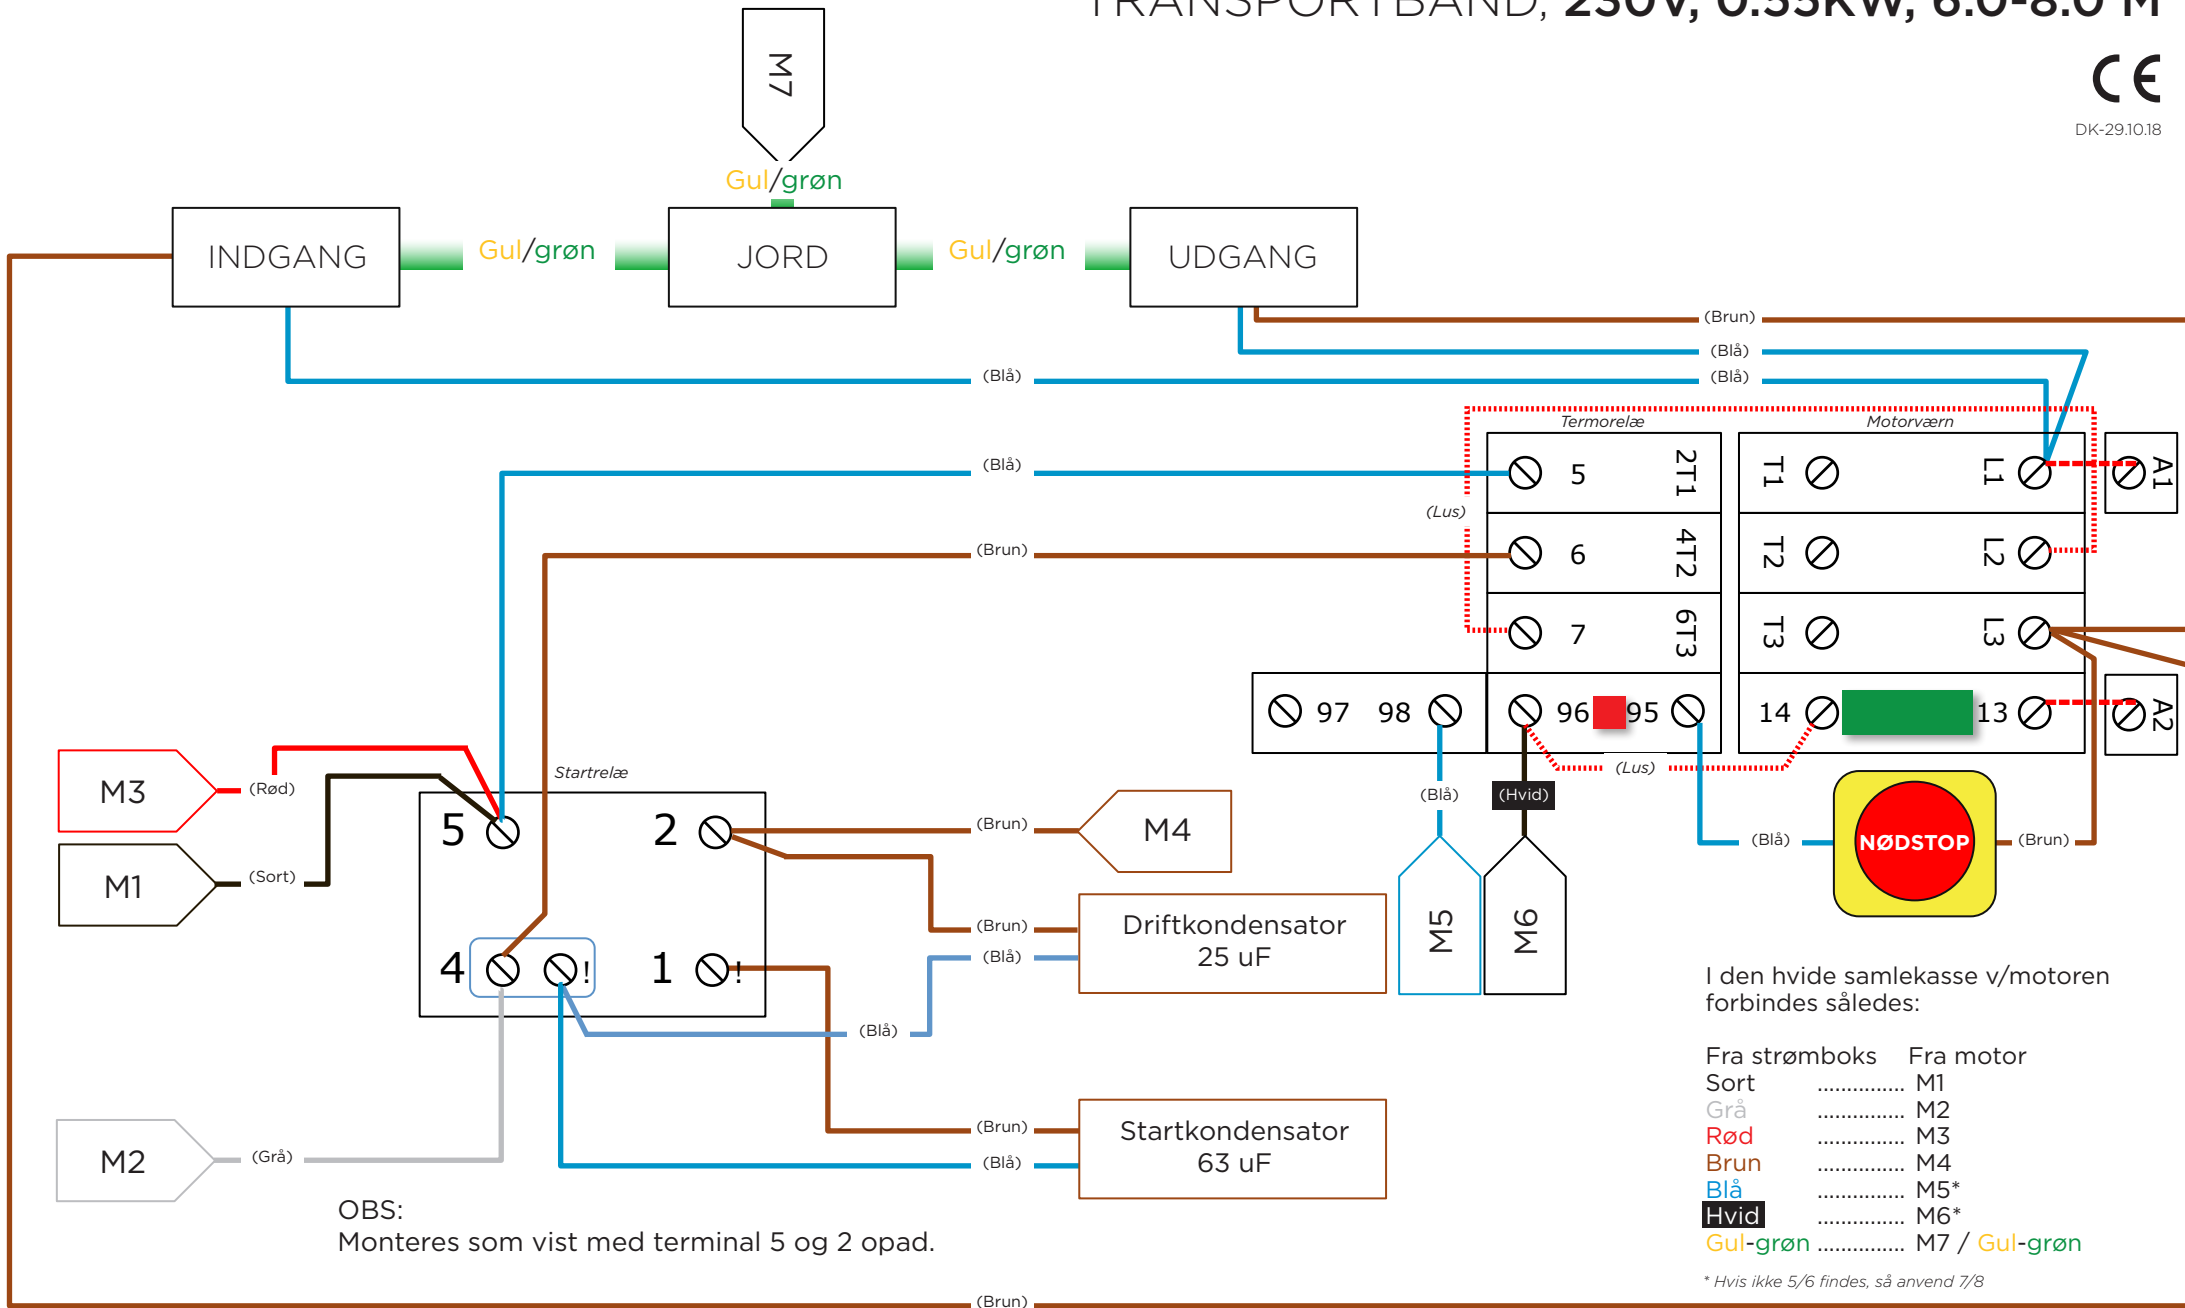 TRANSPORTBÅND, 230V, 0.55KW, 6.0-8.0 M
CE
DK-29.10.18
M7
Gul/grøn
INDGANG
Gul/grøn
JORD
Gul/grøn
UDGANG
(Brun)
(Blå)
(Blå)
(Blå)
Termorelæ
Motorværn
(Blå)
5 2T1
T1 L1
A1
(Lus)
(Brun)
6 4T2
T2 L2
7 6T3
T3 L3
97 98
96 95
14 13
A2
(Lus)
M3
(Rød)
Startrelæ
(Blå)
(Hvid)
M1
(Sort)
5 2
(Brun)
M4
(Blå)
NØDSTOP
(Brun)
(Brun)
Driftkondensator
25 uF
(Blå)
M5
M6
4 ! 1 !
(Blå)
I den hvide samlekasse v/motoren
forbindes således:
Fra strømboks Fra motor
Sort ............... M1
Grå ............... M2
Rød ............... M3
Brun ............... M4
Blå ............... M5*
Hvid ............... M6*
Gul-grøn ............... M7 / Gul-grøn
* Hvis ikke 5/6 findes, så anvend 7/8
(Brun)
Startkondensator
63 uF
(Blå)
M2
(Grå)
OBS:
Monteres som vist med terminal 5 og 2 opad.
(Brun)